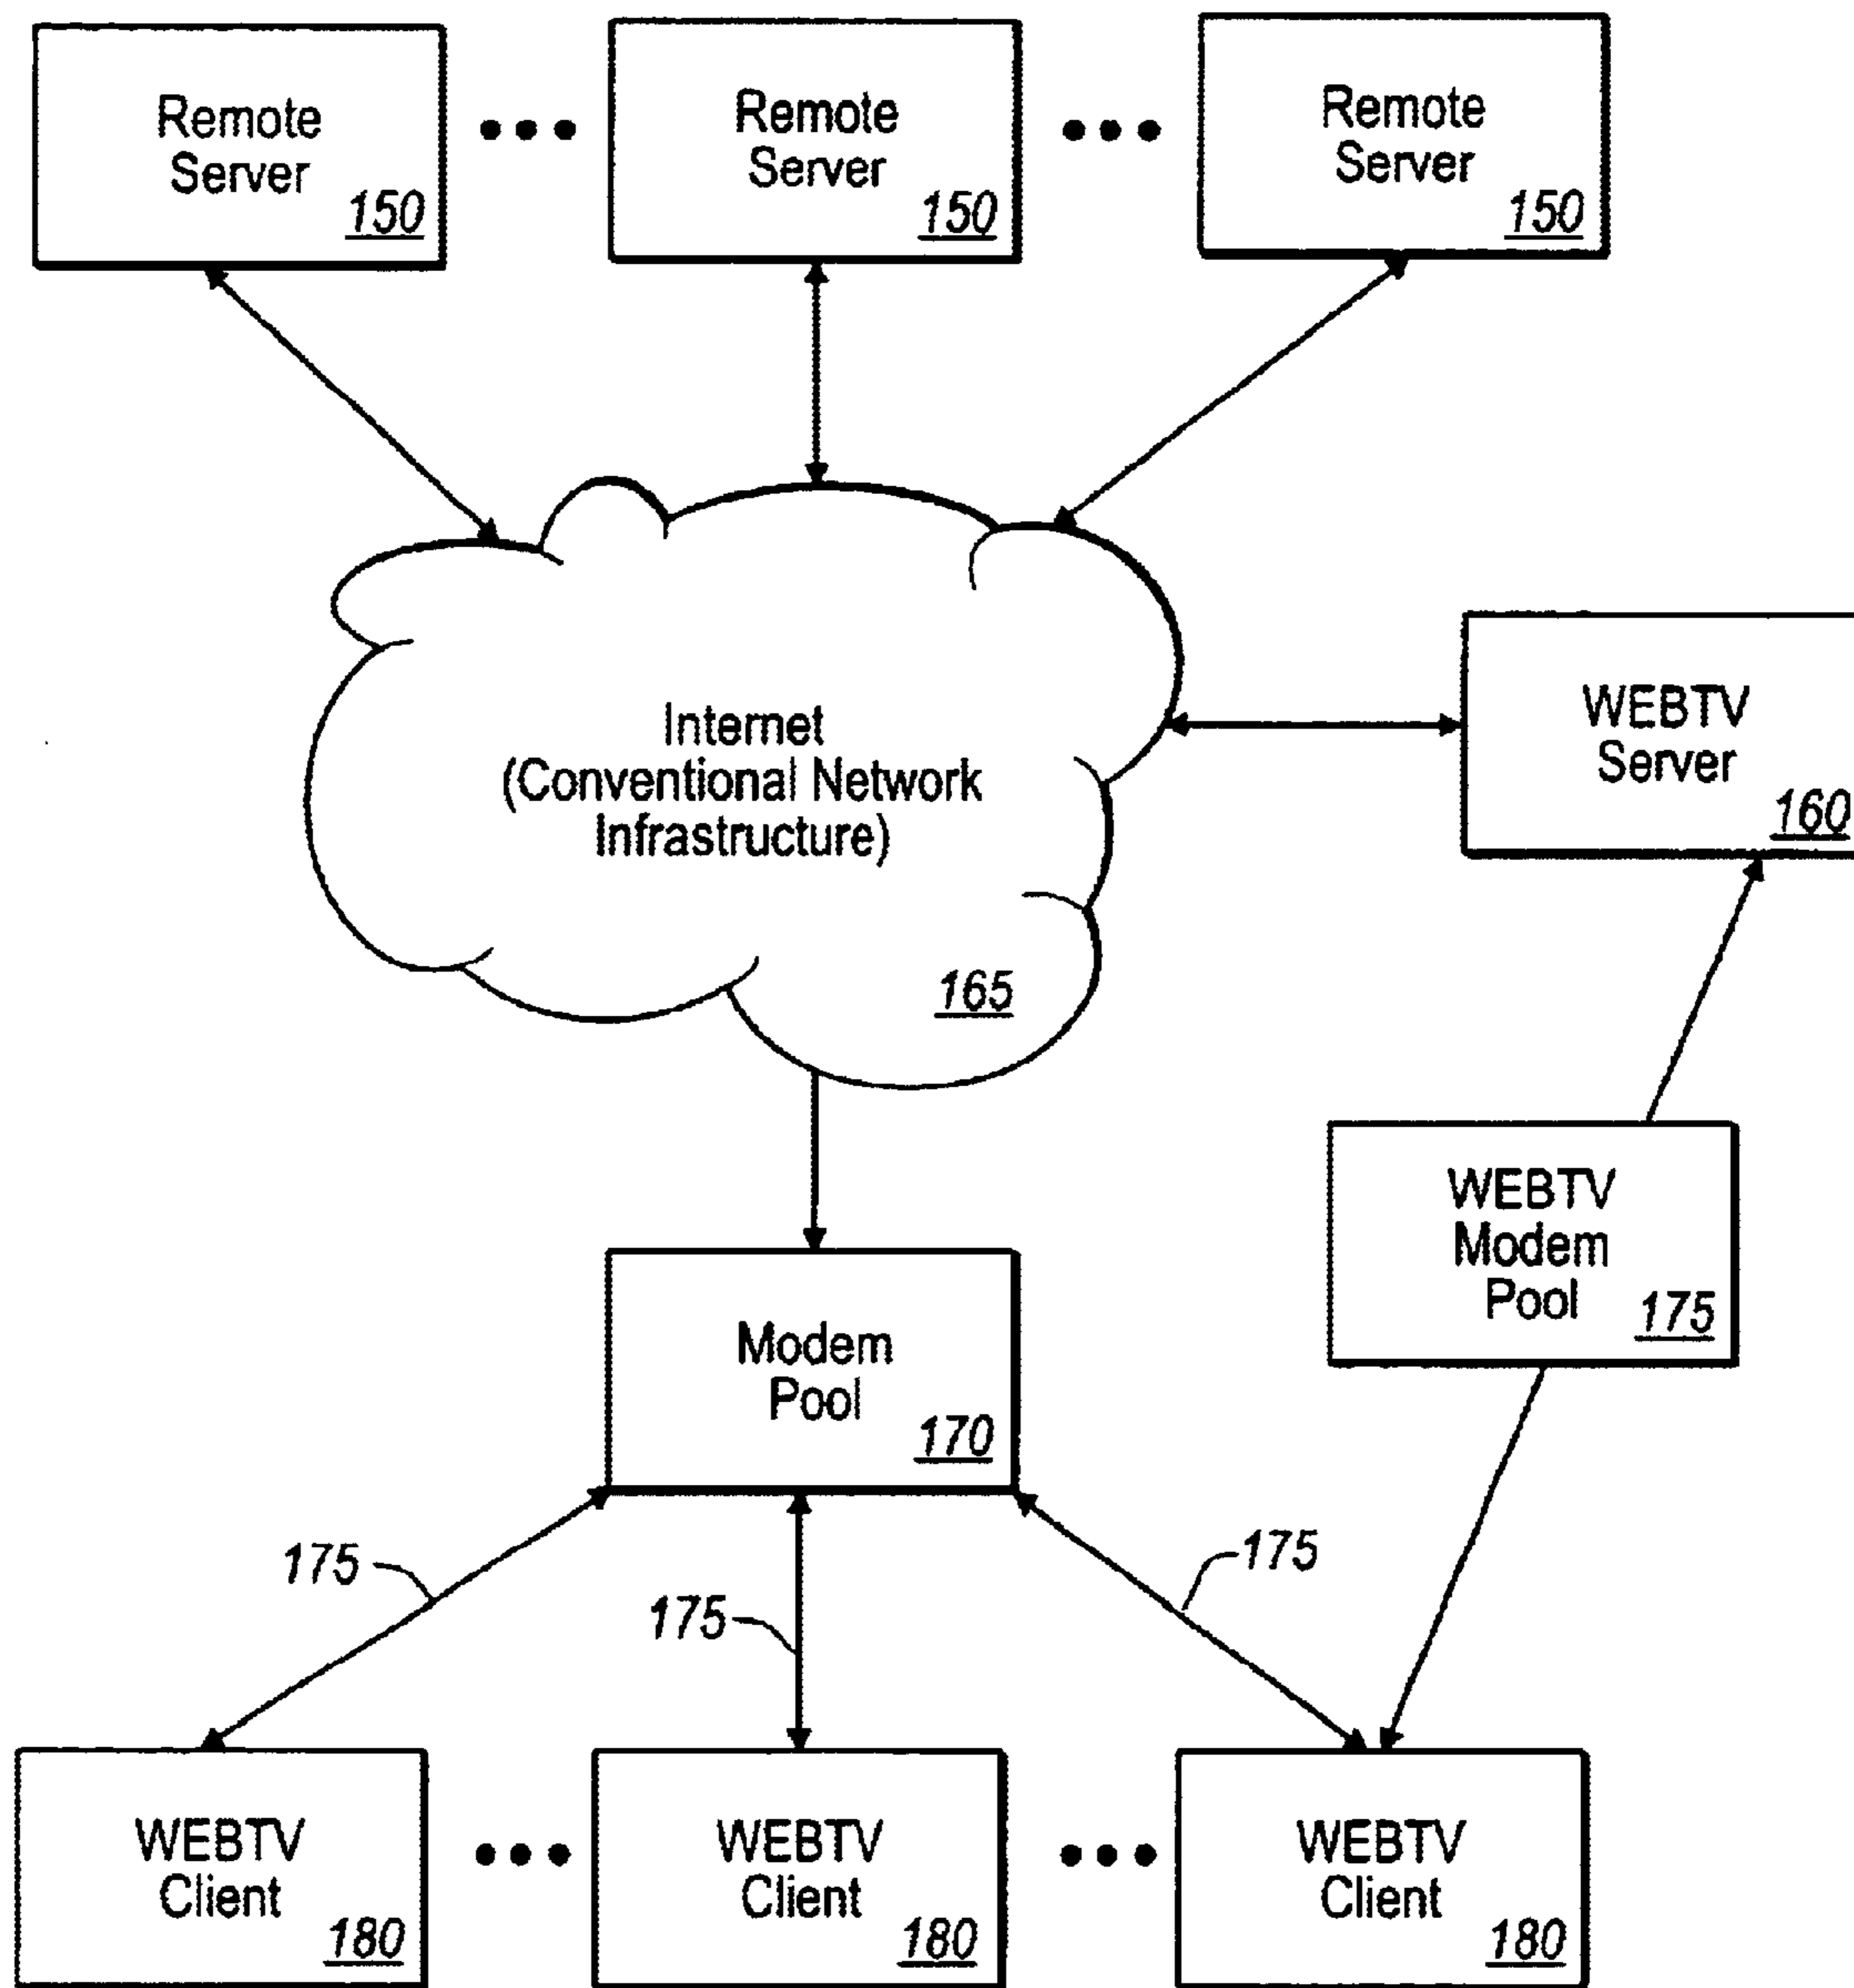 Remote
Server
150
Remote
Server
150
Remote
Server
150
Internet
(Conventional Network
Infrastructure)
165
WEBTV
Server
160
WEBTV
Modem
Pool
175
Modem
Pool
170
175
175
175
WEBTV
Client
180
WEBTV
Client
180
WEBTV
Client
180